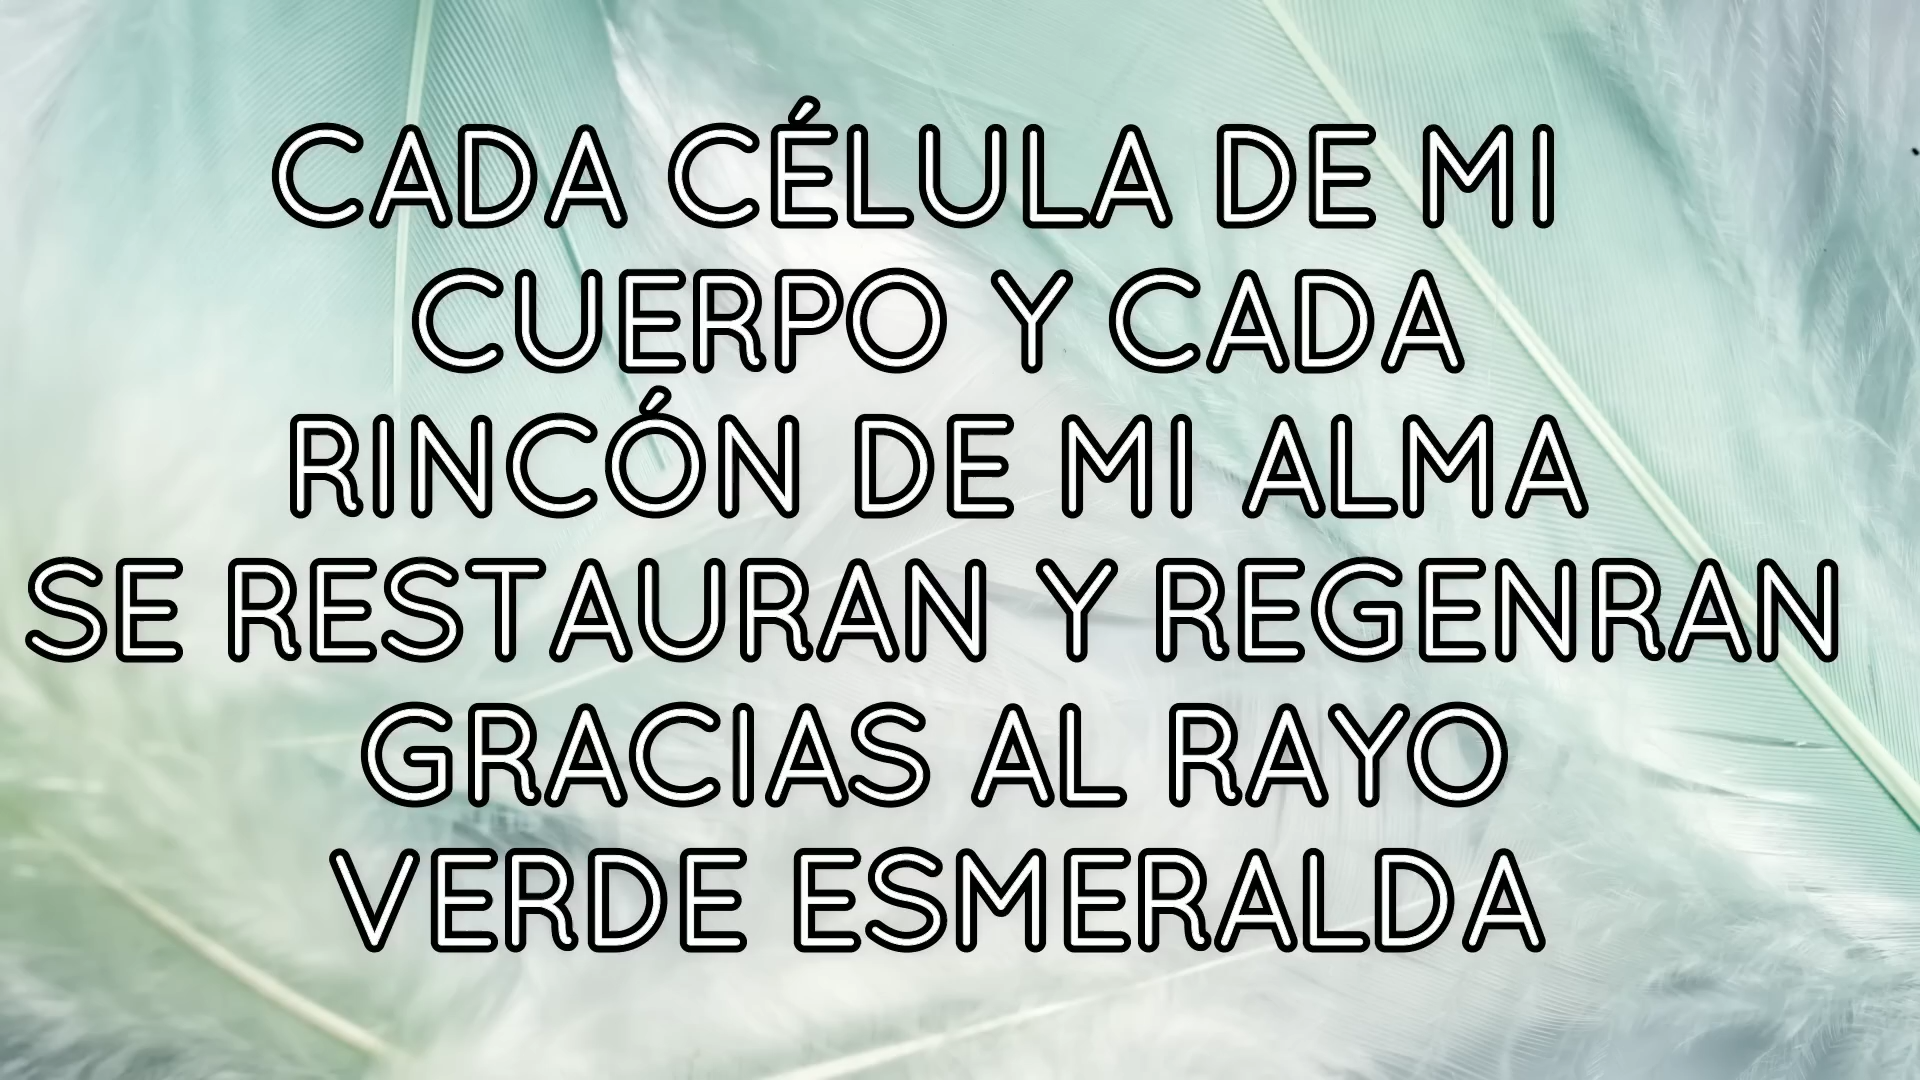 CADA CÉLULA DE MI
CUERPO Y CADA
RINCÓN DE MI ALMA
SE RESTAURAN Y REGENRAN
GRACIAS AL RAYO
VERDE ESMERALDA